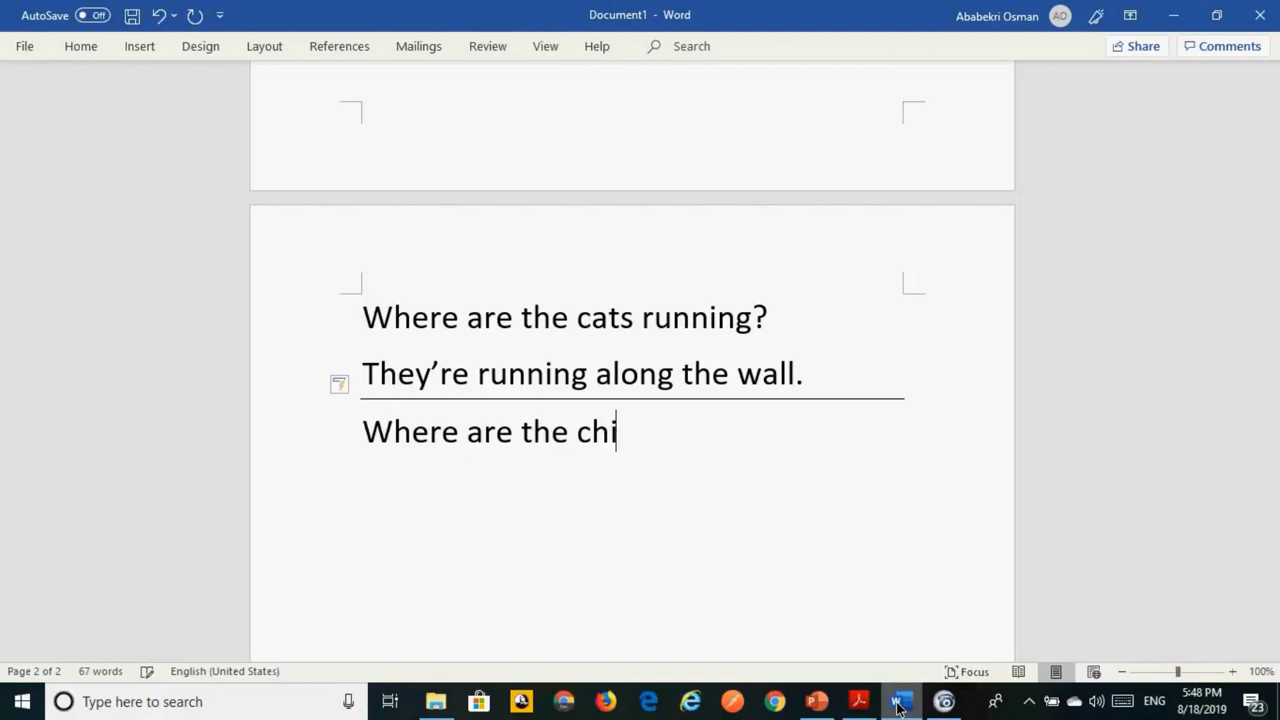 AutoSave Off Document1 - Word Ababekri Osman AO
File Home Insert Design Layout References Mailings Review View Help Search Share Comments
Where are the cats running?
They’re running along the wall.
Where are the chi
Page 2 of 2 67 words English (United States) Focus 100%
Type here to search ENG 5:48 PM
8/18/2019 23